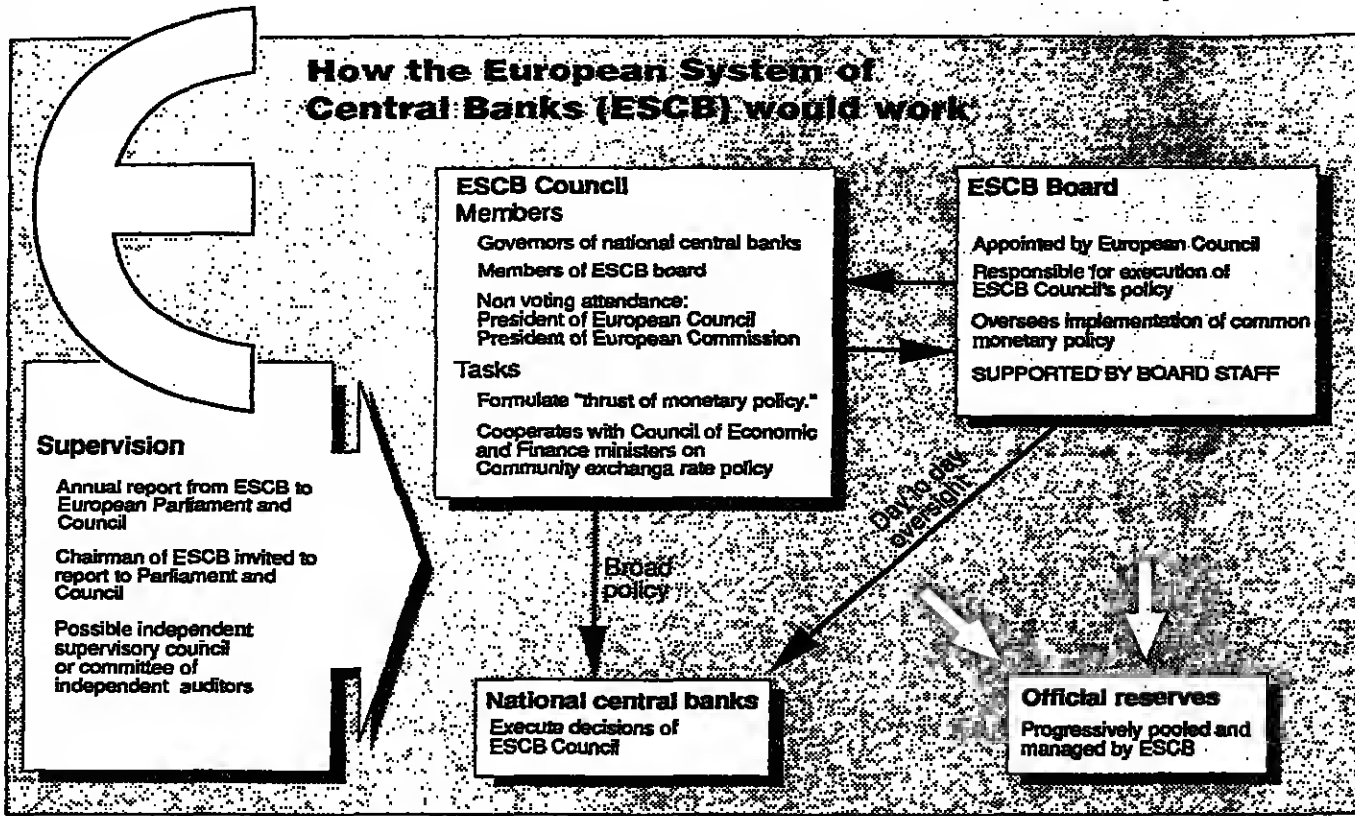 How the European System of
Central Banks (ESCB) would work
ESCB Council
Members
Governors of national central banks
Members of ESCB board
Non voting attendance:
President of European Council
President of European Commission
Tasks
Formulate "thrust of monetary policy."
Cooperates with Council of Economic
and Finance ministers on
Community exchanga rate policy
ESCB Board
Appointed by European Council
Responsible for execution of
ESCB Council's policy
Oversees implementation of common
monetary policy
SUPPORTED BY BOARD STAFF
Supervision
Annual report from ESCB to
European Parliament and
Council
Chairman of ESCB invited to
report to Parliament and
Council
Possible independent
supervisory council
or committee of
independent auditors
Broad
policy
Day to day
oversight
National central banks
Execute decisions of
ESCB Council
Official reserves
Progressively pooled and
managed by ESCB